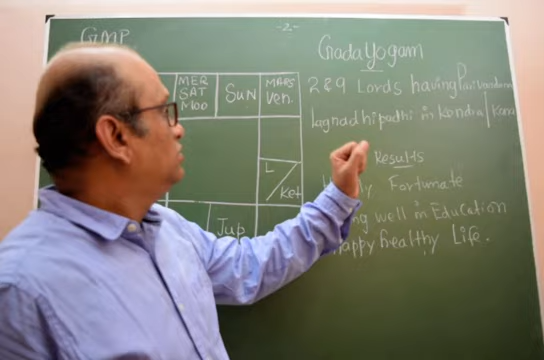 GMP
-2-
MER
SAT
Moo
SUN
MARS
Ven.
L
Ket
Jup
Gada Yogam
2&9 Lords having Parivardana
lagnadhipadhi in Kendra/Kona
Results
Fortunate
well in Education
happy healthy Life.